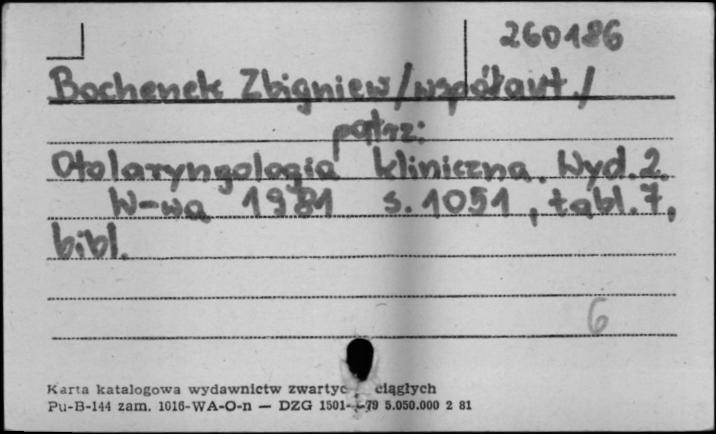 260186
Bochenek Zbigniew /współaut./
patrz:
Otolaryngologia kliniczna. Wyd. 2.
W-wa 1981 s. 1051, tabl. 7,
bibl.
6
Karta katalogowa wydawnictw zwartyc ciągłych
Pu-B-144 zam. 1016-WA-O-n — DZG 1501- -79 5.050.000 2 81